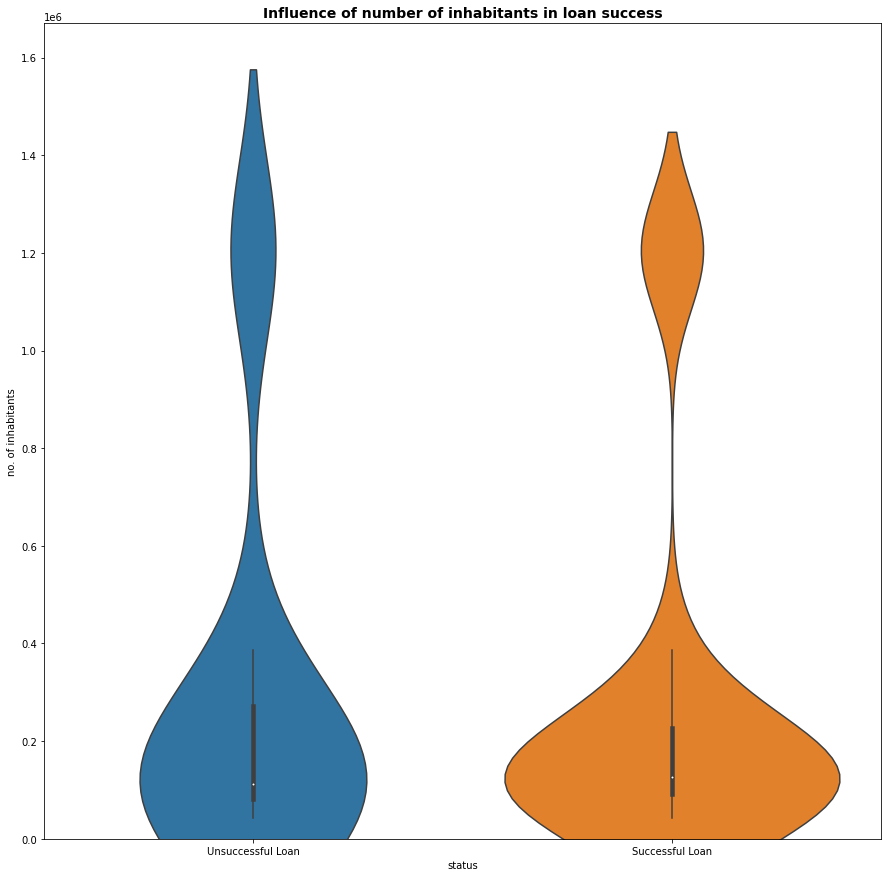 Influence of number of inhabitants in loan success
1e6
1.6
1.4
1.2
1.0
0.8
0.6
0.4
0.2
0.0
no. of inhabitants
Unsuccessful Loan
Successful Loan
status